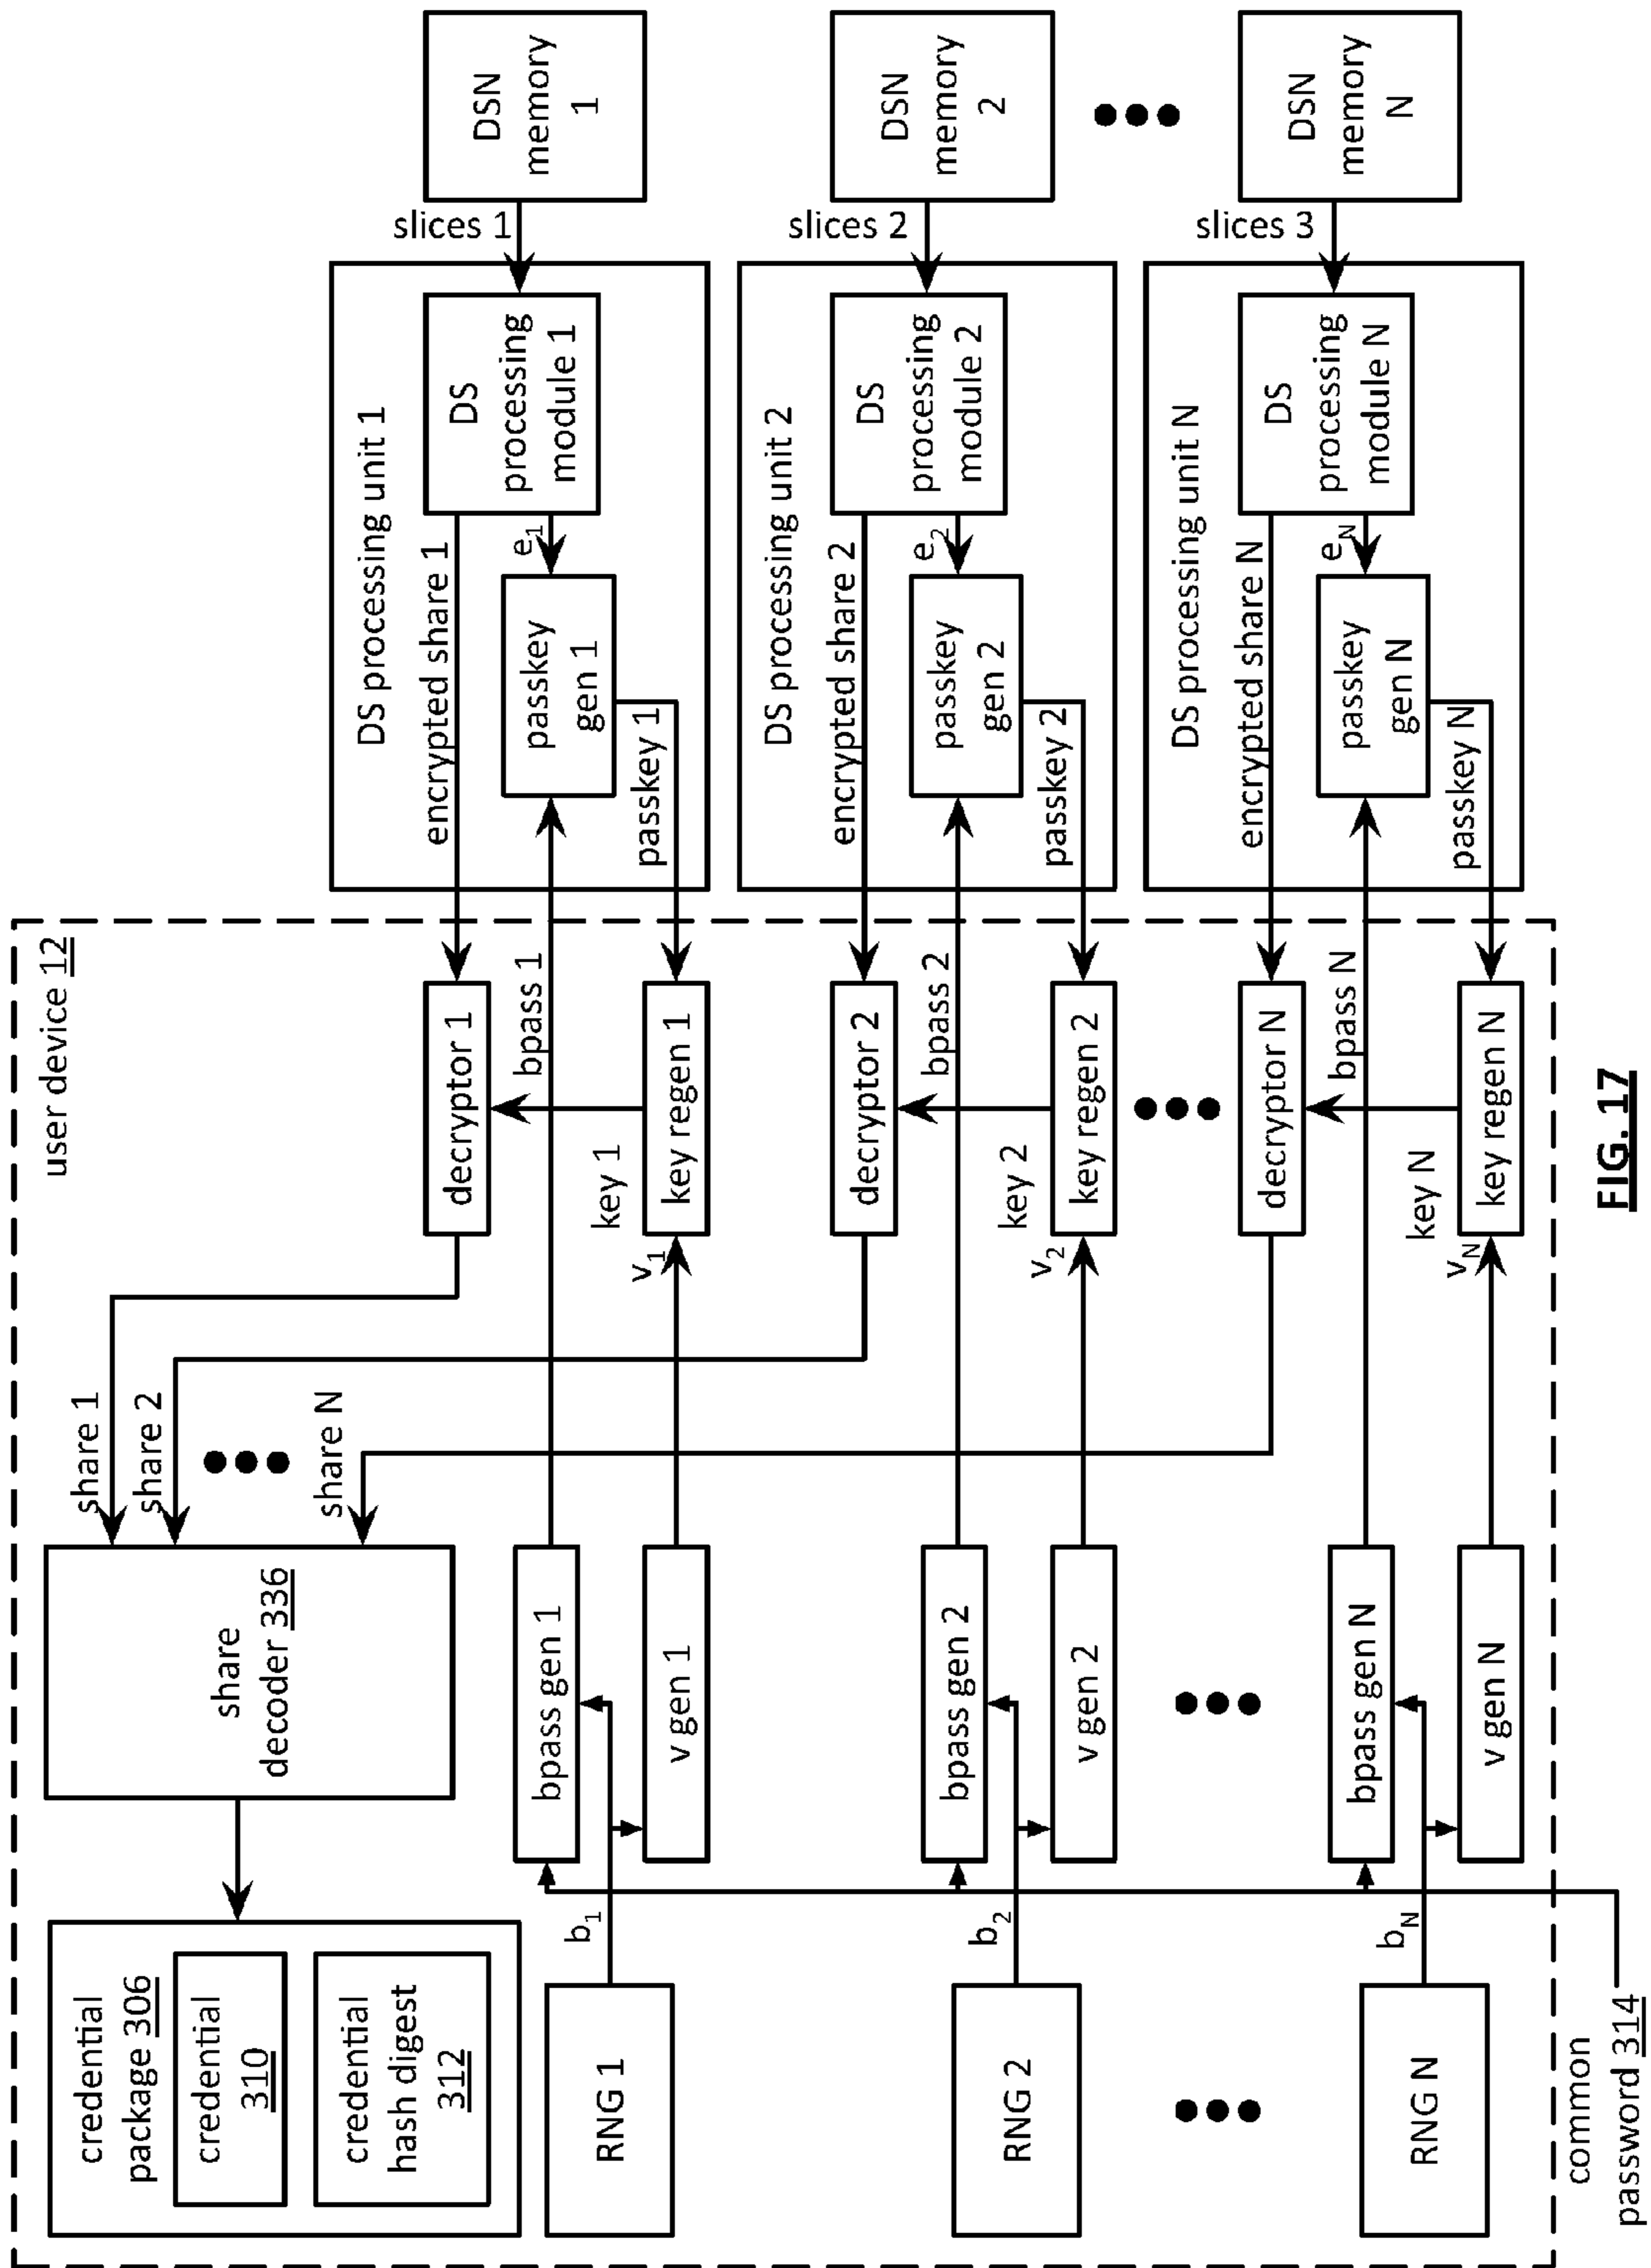 user device 12
credential
package 306
credential
310
credential
hash digest
312
share
decoder 336
share 1
share 2
share N
RNG 1
b1
bpass gen 1
v gen 1
v1
key 1
decryptor 1
bpass 1
key regen 1
DS processing unit 1
encrypted share 1
passkey
gen 1
passkey 1
e1
DS
processing
module 1
slices 1
DSN
memory
1
RNG 2
b2
bpass gen 2
v gen 2
v2
key 2
decryptor 2
bpass 2
key regen 2
DS processing unit 2
encrypted share 2
passkey
gen 2
passkey 2
e2
DS
processing
module 2
slices 2
DSN
memory
2
RNG N
bN
bpass gen N
v gen N
vN
key N
decryptor N
bpass N
key regen N
DS processing unit N
encrypted share N
passkey
gen N
passkey N
eN
DS
processing
module N
slices 3
DSN
memory
N
common
password 314
FIG. 17